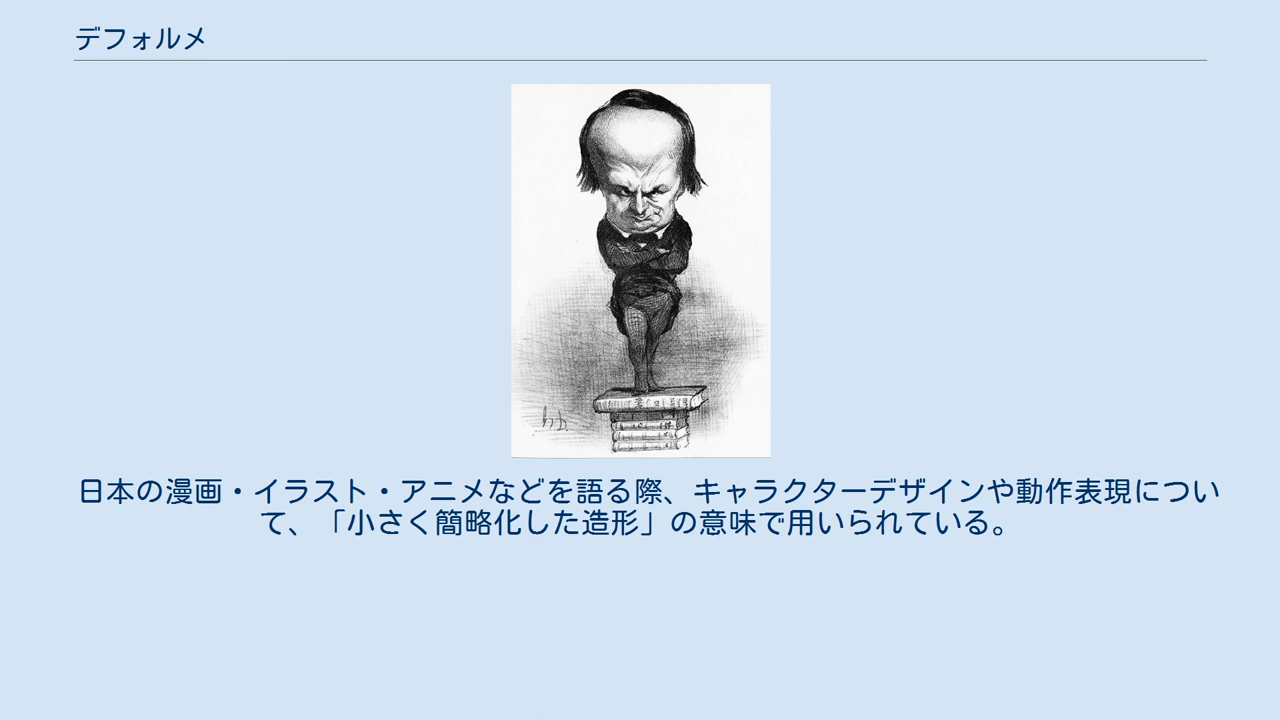 デフォルメ
日本の漫画・イラスト・アニメなどを語る際、キャラクターデザインや動作表現につい
て、「小さく簡略化した造形」の意味で用いられている。